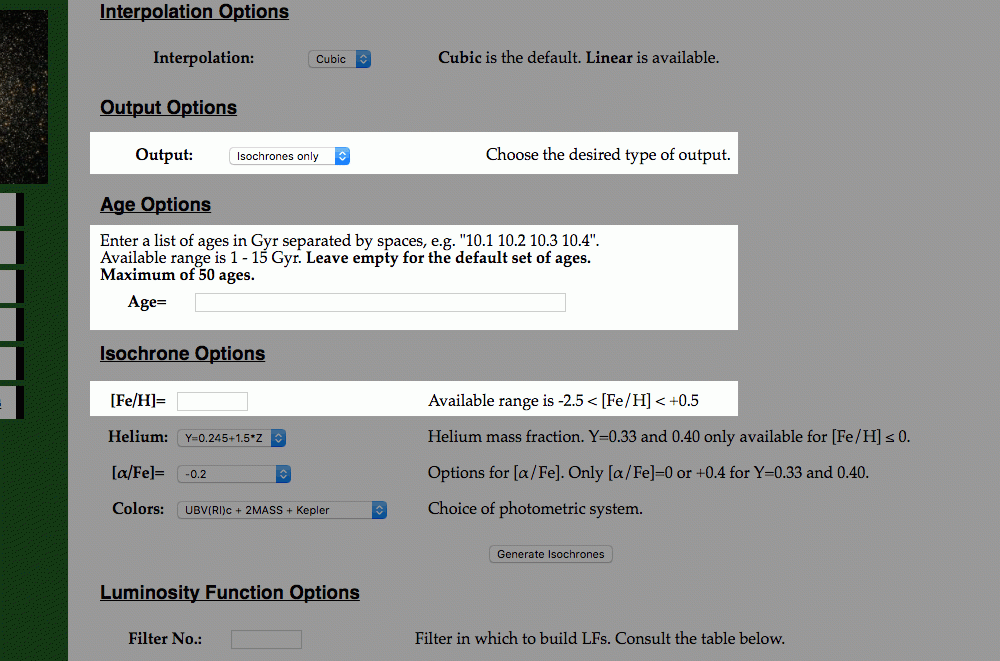 Interpolation Options
Interpolation: Cubic Cubic is the default. Linear is available.
Output Options
Output: Isochrones only Choose the desired type of output.
Age Options
Enter a list of ages in Gyr separated by spaces, e.g. "10.1 10.2 10.3 10.4".
Available range is 1 - 15 Gyr. Leave empty for the default set of ages.
Maximum of 50 ages.
Age=
Isochrone Options
[Fe/H]= Available range is -2.5 < [Fe/H] < +0.5
Helium: Y=0.245+1.5*Z Helium mass fraction. Y=0.33 and 0.40 only available for [Fe/H] ≤ 0.
[α/Fe]= -0.2 Options for [α/Fe]. Only [α/Fe]=0 or +0.4 for Y=0.33 and 0.40.
Colors: UBV(RI)c + 2MASS + Kepler Choice of photometric system.
Generate Isochrones
Luminosity Function Options
Filter No.: Filter in which to build LFs. Consult the table below.